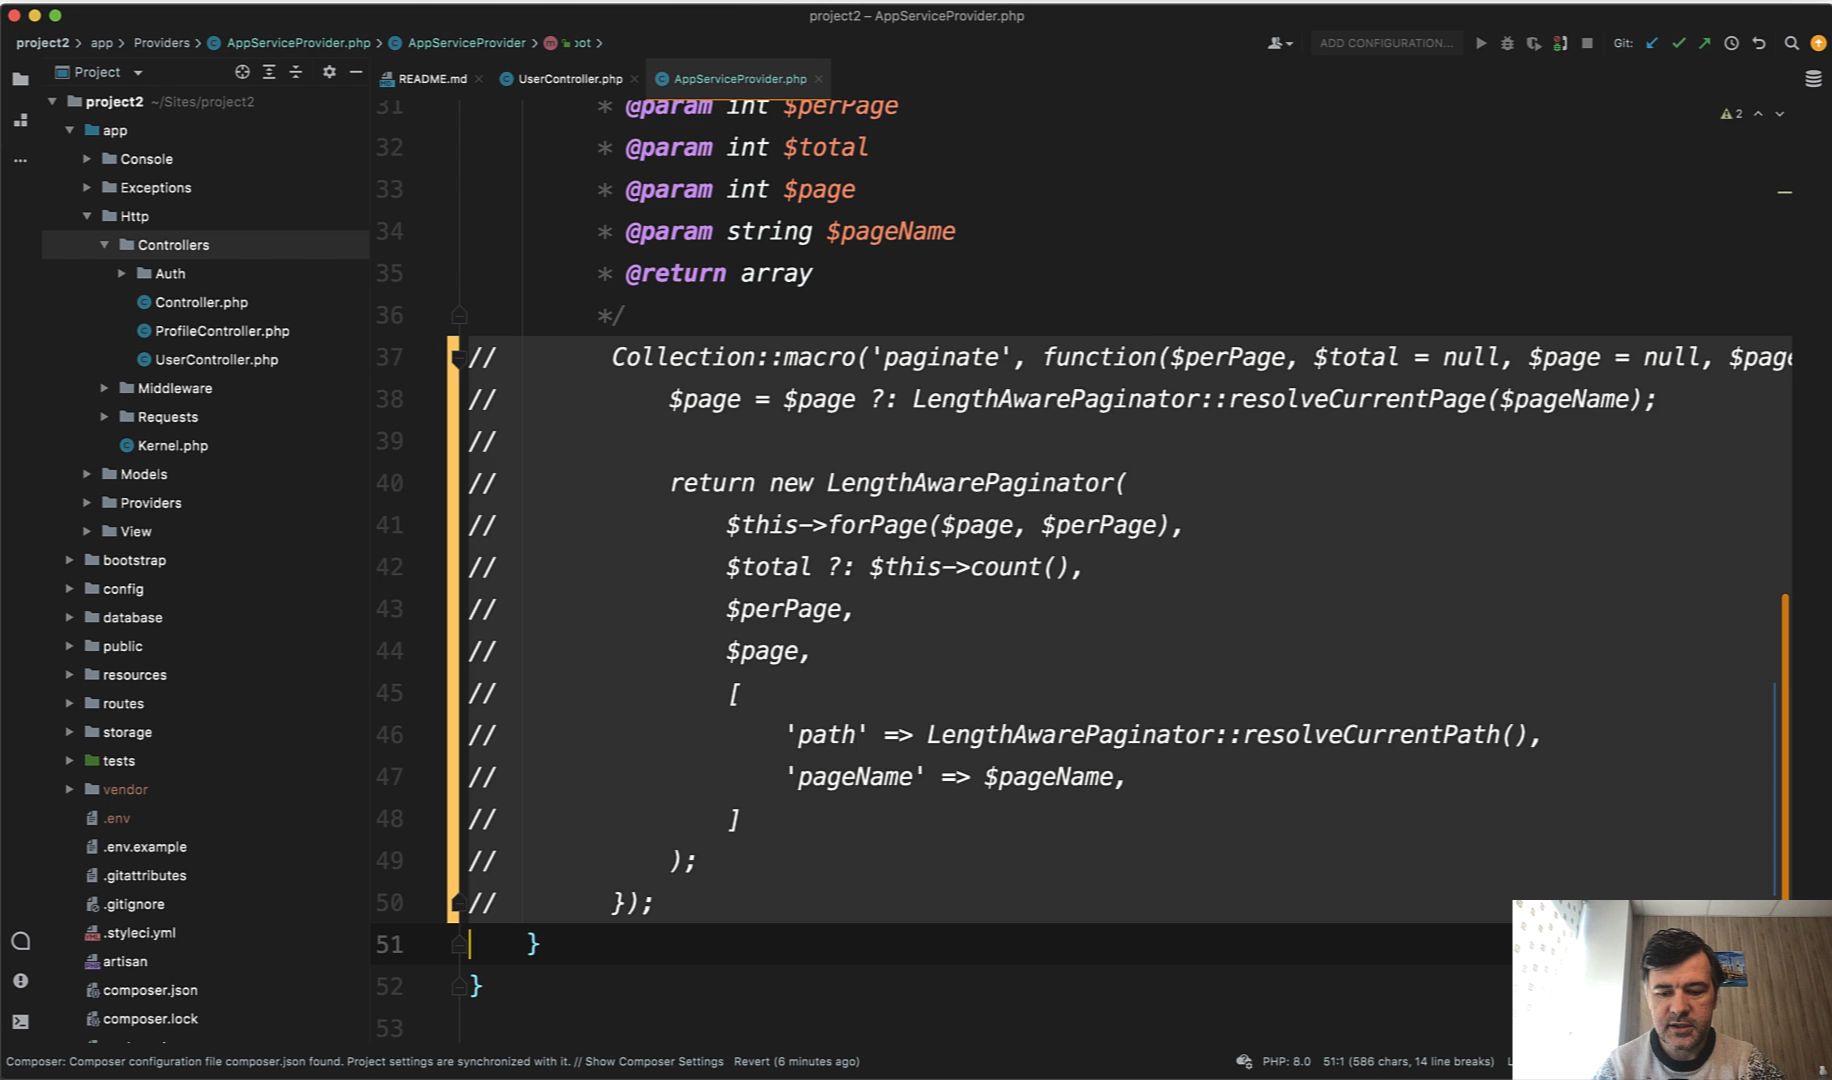 project2 – AppServiceProvider.php
project2 > app > Providers > AppServiceProvider.php > AppServiceProvider >
ADD CONFIGURATION...
Git:
Project
README.md
UserController.php
AppServiceProvider.php
project2 ~/Sites/project2
app
Console
Exceptions
Http
Controllers
Auth
Controller.php
ProfileController.php
UserController.php
Middleware
Requests
Kernel.php
Models
Providers
View
bootstrap
config
database
public
resources
routes
storage
tests
vendor
.env
.env.example
.gitattributes
.gitignore
.styleci.yml
artisan
composer.json
composer.lock
2
31 * @param int $perPage
32 * @param int $total
33 * @param int $page
34 * @param string $pageName
35 * @return array
36 */
37 // Collection::macro('paginate', function($perPage, $total = null, $page = null, $page
38 // $page = $page ?: LengthAwarePaginator::resolveCurrentPage($pageName);
39 //
40 // return new LengthAwarePaginator(
41 // $this->forPage($page, $perPage),
42 // $total ?: $this->count(),
43 // $perPage,
44 // $page,
45 // [
46 // 'path' => LengthAwarePaginator::resolveCurrentPath(),
47 // 'pageName' => $pageName,
48 // ]
49 // );
50 // });
51 }
52 }
53
Composer: Composer configuration file composer.json found. Project settings are synchronized with it. // Show Composer Settings Revert (6 minutes ago)
PHP: 8.0 51:1 (586 chars, 14 line breaks)